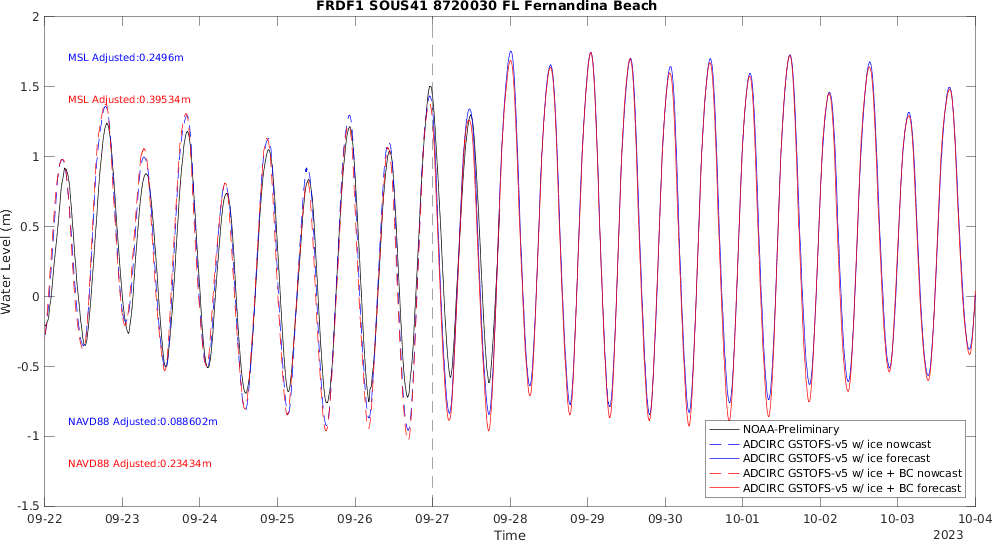 FRDF1 SOUS41 8720030 FL Fernandina Beach
2
1.5
1
0.5
0
-0.5
-1
-1.5
Water Level (m)
MSL Adjusted:0.2496m
MSL Adjusted:0.39534m
NAVD88 Adjusted:0.088602m
NAVD88 Adjusted:0.23434m
NOAA-Preliminary
ADCIRC GSTOFS-v5 w/ ice nowcast
ADCIRC GSTOFS-v5 w/ ice forecast
ADCIRC GSTOFS-v5 w/ ice + BC nowcast
ADCIRC GSTOFS-v5 w/ ice + BC forecast
09-22 09-23 09-24 09-25 09-26 09-27 09-28 09-29 09-30 10-01 10-02 10-03 10-04
Time
2023